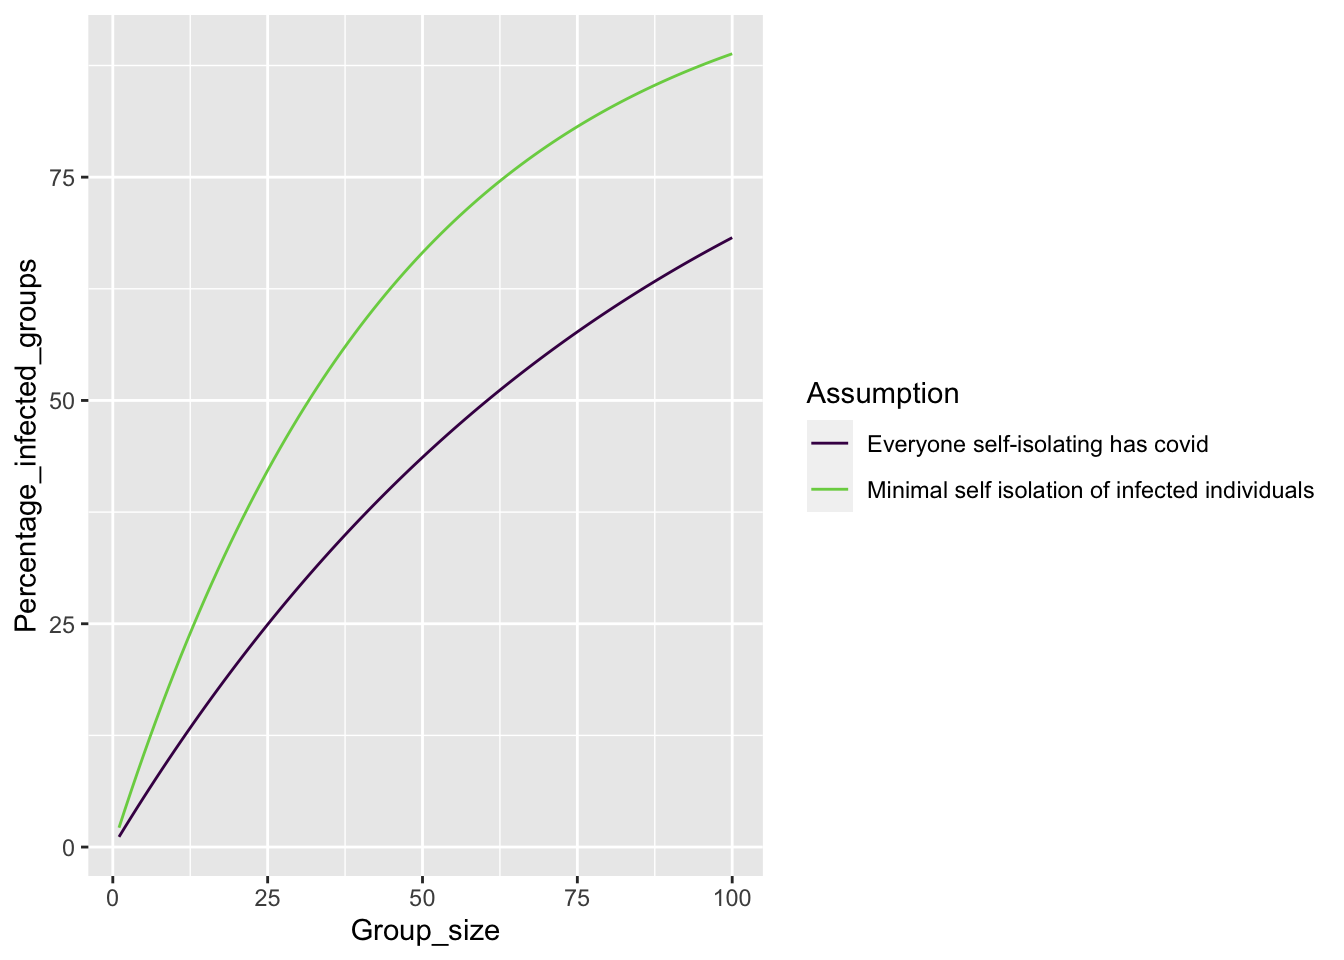 Percentage_infected_groups
75
50
25
0
0 25 50 75 100
Group_size
Assumption
Everyone self-isolating has covid
Minimal self isolation of infected individuals